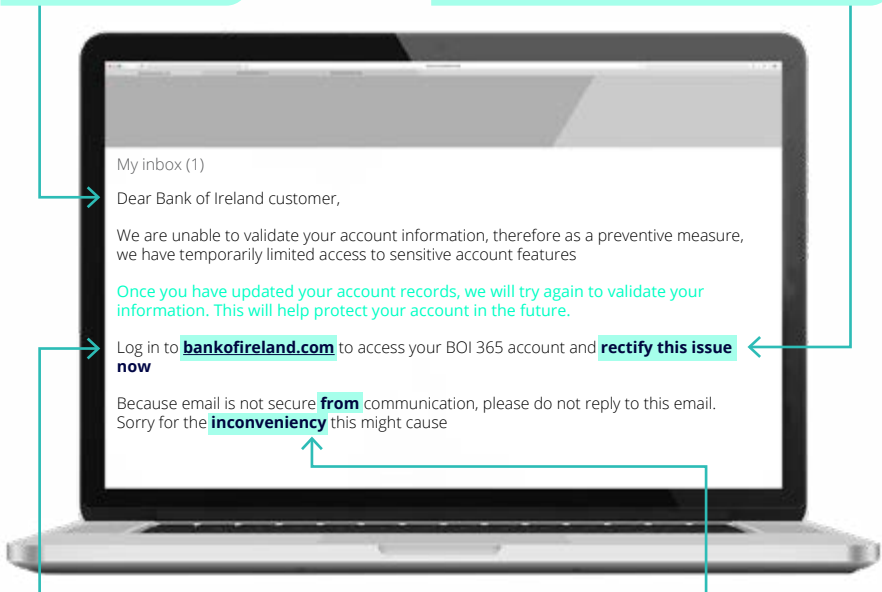 My inbox (1)
Dear Bank of Ireland customer,
We are unable to validate your account information, therefore as a preventive measure,
we have temporarily limited access to sensitive account features
Once you have updated your account records, we will try again to validate your
information. This will help protect your account in the future.
Log in to bankofireland.com to access your BOI 365 account and rectify this issue
now
Because email is not secure from communication, please do not reply to this email.
Sorry for the inconveniency this might cause